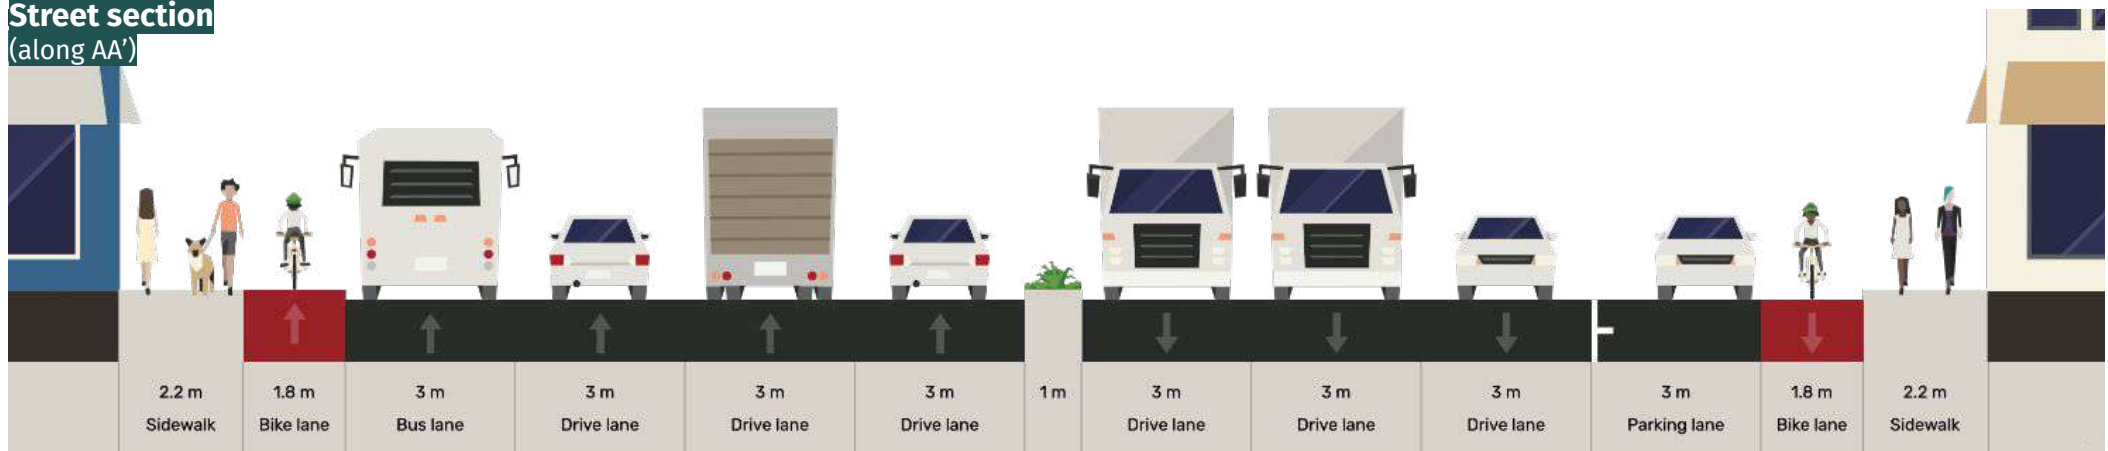 Street section
(along AA’)
2.2 m
Sidewalk
1.8 m
Bike lane
3 m
Bus lane
3 m
Drive lane
3 m
Drive lane
3 m
Drive lane
1 m
3 m
Drive lane
3 m
Drive lane
3 m
Drive lane
3 m
Parking lane
1.8 m
Bike lane
2.2 m
Sidewalk